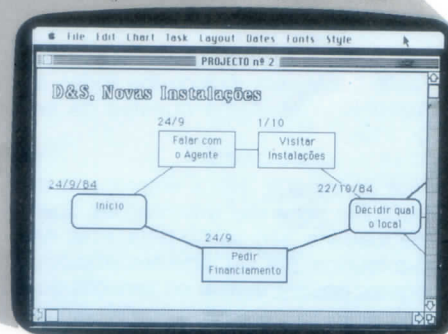 File Edit Chart Task Layout Dates Fonts Style
PROJECTO nº 2
D&S, Novas Instalações
24/9
1/10
Falar com
o Agente
Visitar
Instalações
24/9/84
22/10/84
Início
Decidir qual
o local
24/9
Pedir
Financiamento